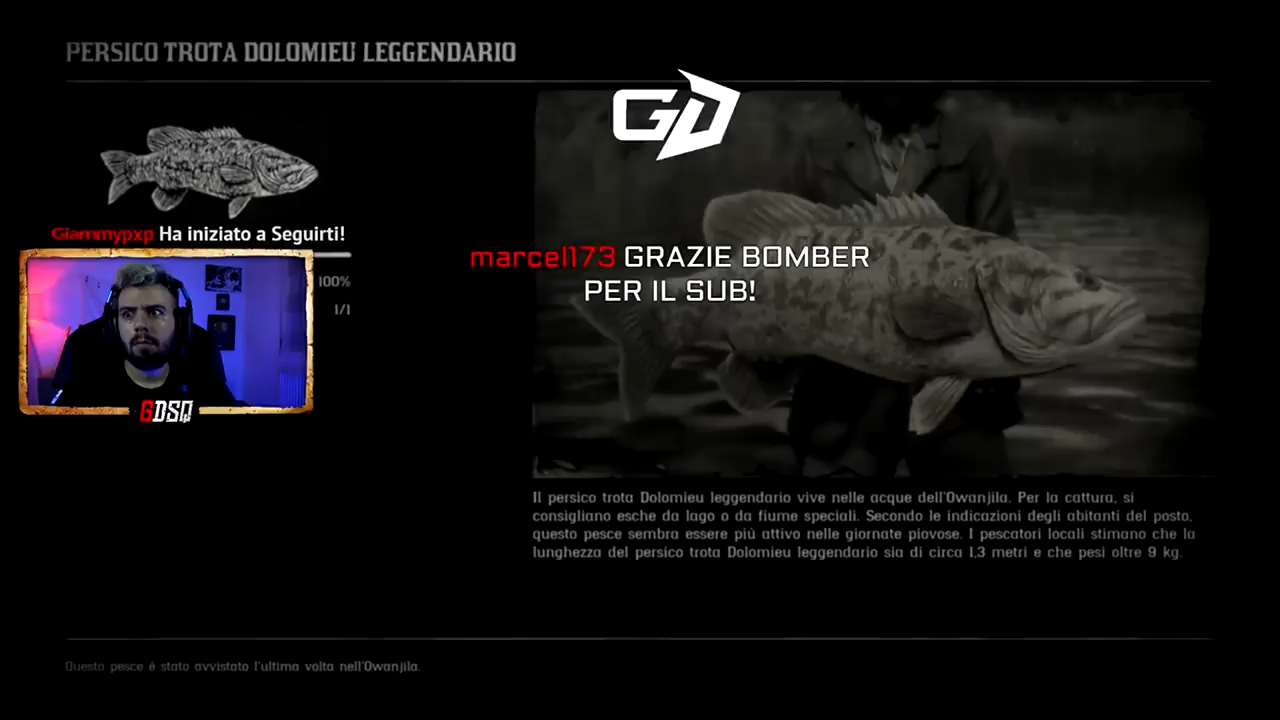 PERSICO TROTA DOLOMIEU LEGGENDARIO
GD
Giammypxp Ha iniziato a Seguirti!
marcel173 GRAZIE BOMBER
PER IL SUB!
100%
1/1
GDSQ
Il persico trota Dolomieu leggendario vive nelle acque dell'Owanjila. Per la cattura, si
consigliano esche da lago o da fiume speciali. Secondo le indicazioni degli abitanti del posto,
questo pesce sembra essere più attivo nelle giornate piovose. I pescatori locali stimano che la
lunghezza del persico trota Dolomieu leggendario sia di circa 1,3 metri e che pesi oltre 9 kg.
Questo pesce é stato avvistato l'ultima volta nell'Owanjila.